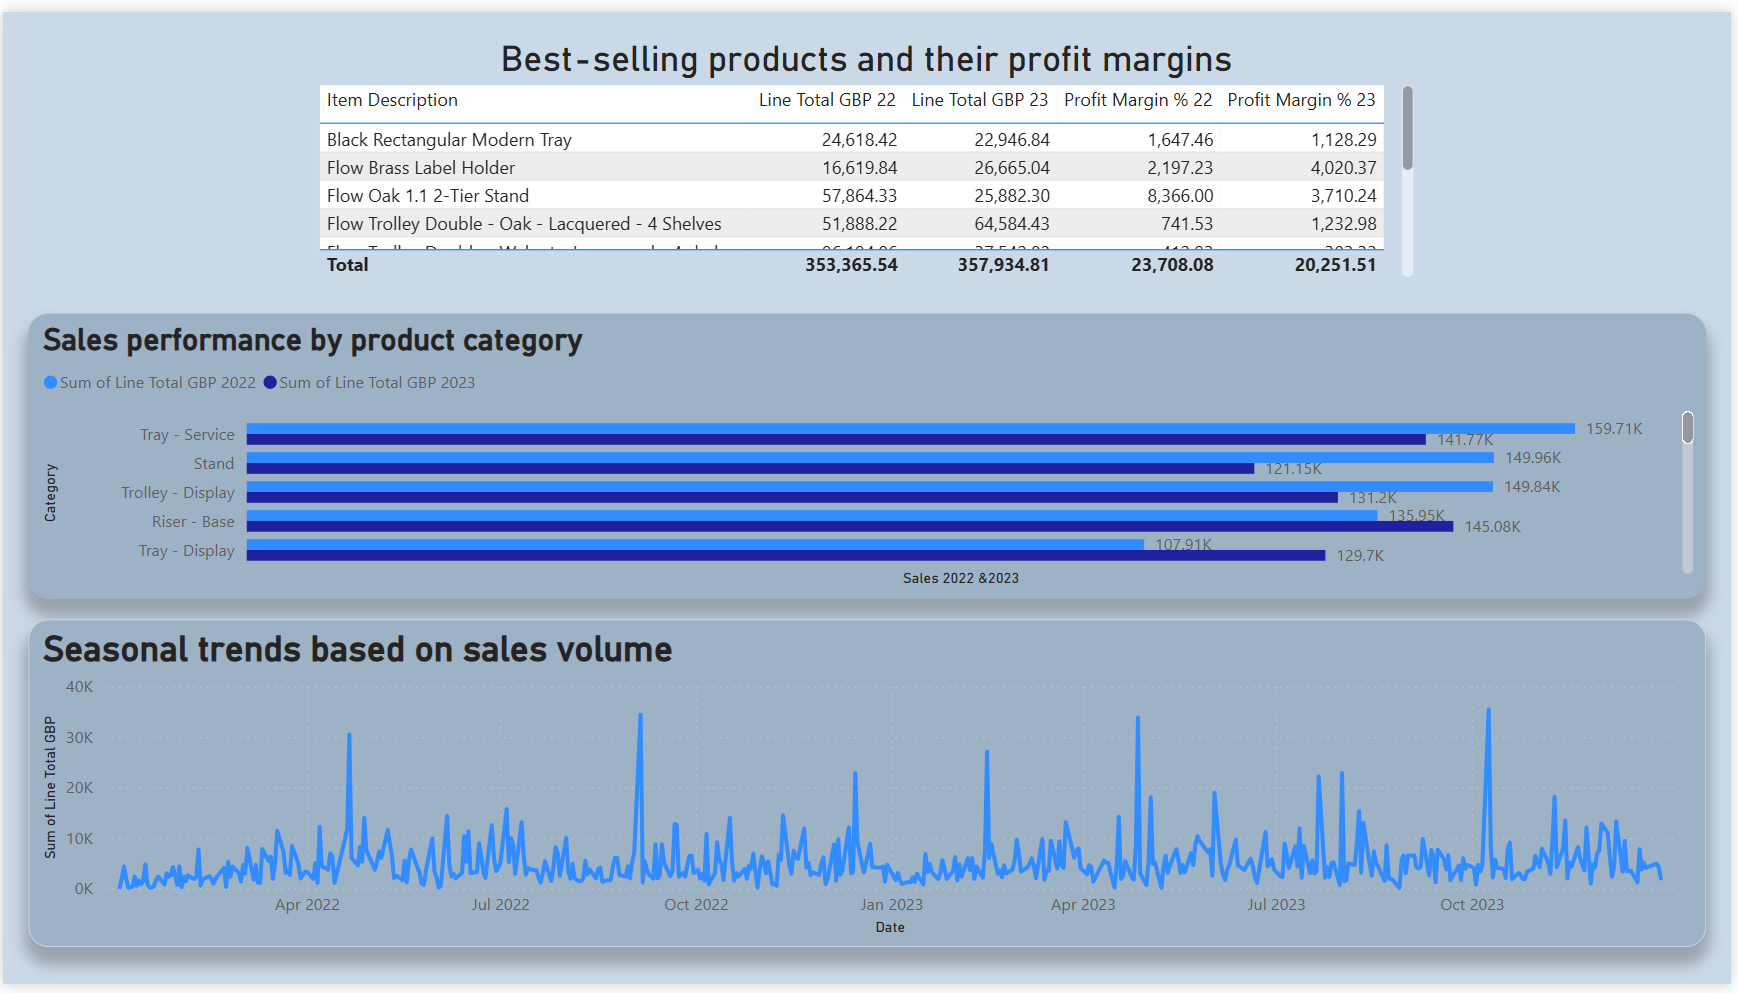 Best-selling products and their profit margins
Item Description Line Total GBP 22 Line Total GBP 23 Profit Margin % 22 Profit Margin % 23
Black Rectangular Modern Tray 24,618.42 22,946.84 1,647.46 1,128.29
Flow Brass Label Holder 16,619.84 26,665.04 2,197.23 4,020.37
Flow Oak 1.1 2-Tier Stand 57,864.33 25,882.30 8,366.00 3,710.24
Flow Trolley Double - Oak - Lacquered - 4 Shelves 51,888.22 64,584.43 741.53 1,232.98
Total 353,365.54 357,934.81 23,708.08 20,251.51
Sales performance by product category
Sum of Line Total GBP 2022 Sum of Line Total GBP 2023
Category
Tray - Service 159.71K
141.77K
Stand 149.96K
121.15K
Trolley - Display 149.84K
131.2K
Riser - Base 135.95K
145.08K
Tray - Display 107.91K
129.7K
Sales 2022 &2023
Seasonal trends based on sales volume
Sum of Line Total GBP
40K
30K
20K
10K
0K
Apr 2022 Jul 2022 Oct 2022 Jan 2023 Apr 2023 Jul 2023 Oct 2023
Date